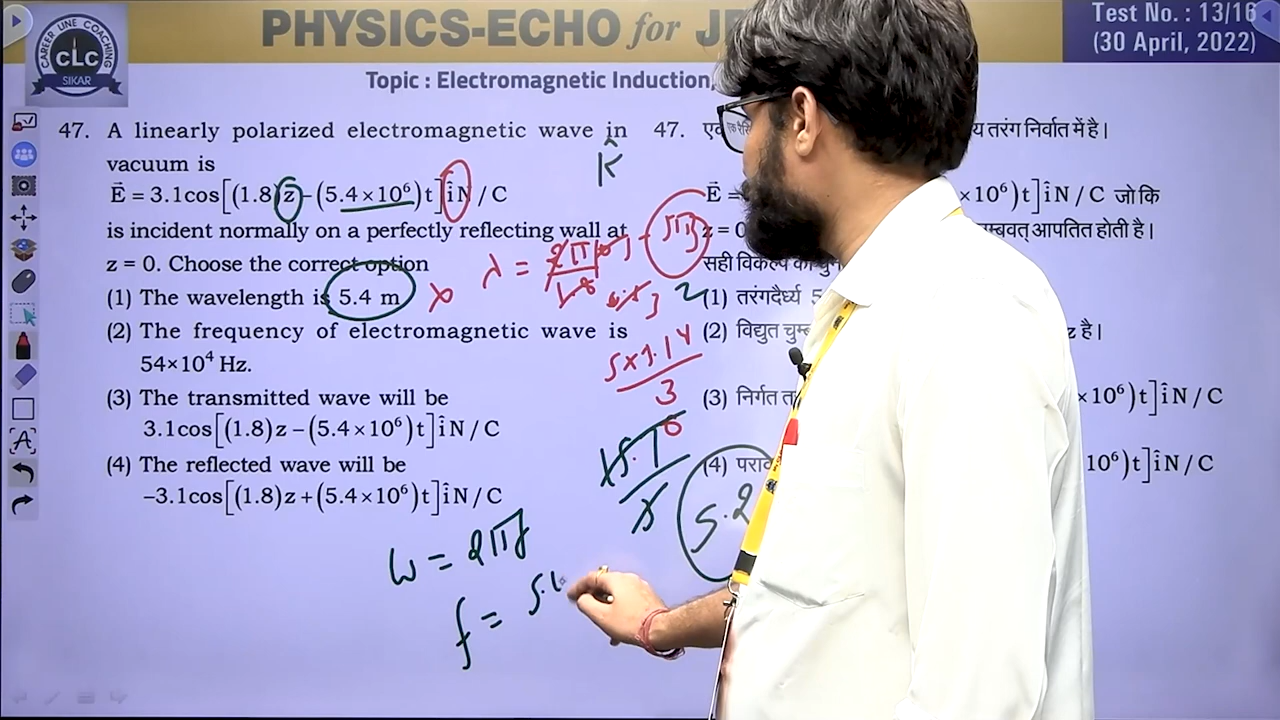 PHYSICS-ECHO for JE
Test No. : 13/16
(30 April, 2022)
CAREER LINE COACHING
CLC
SIKAR
Topic : Electromagnetic Induction,
47. A linearly polarized electromagnetic wave in
vacuum is
E⃗ = 3.1cos[(1.8)z-(5.4×10⁶)t]îN/C
is incident normally on a perfectly reflecting wall at
z = 0. Choose the correct option
(1) The wavelength is 5.4 m
(2) The frequency of electromagnetic wave is
54×10⁴ Hz.
(3) The transmitted wave will be
3.1cos[(1.8)z-(5.4×10⁶)t]îN/C
(4) The reflected wave will be
-3.1cos[(1.8)z+(5.4×10⁶)t]îN/C
K̂
λ =
5×3.14
3
5.2
ω = 2πf
f =
47.
तरंग निर्वात में है।
E⃗ =
×10⁶)t]îN/C जो कि
z = 0
आपतित होती है।
सही विकल्प
(1) तरंगदैर्ध्य 5
(2) विद्युत
z है।
(3) निर्गत
×10⁶)t]îN/C
(4)
10⁶)t]îN/C